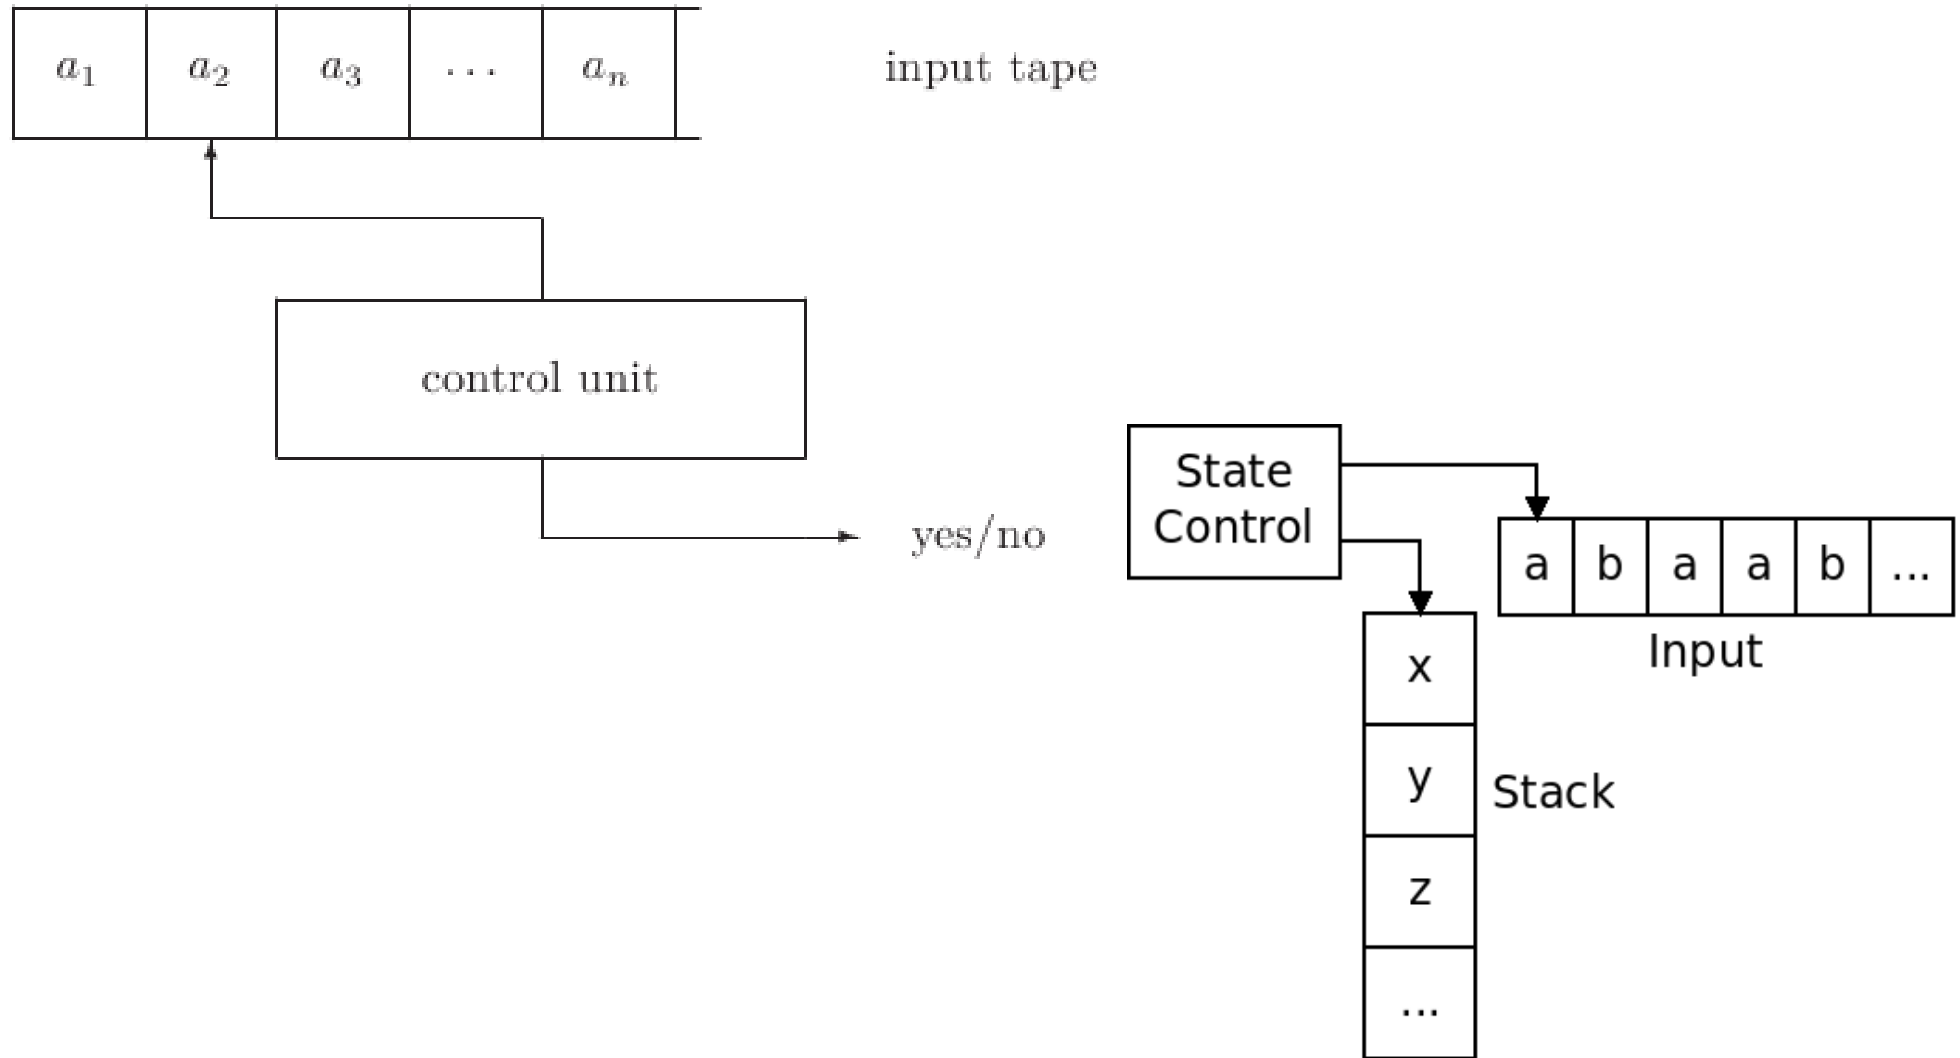 a₁ a₂ a₃ ... aₙ input tape
control unit
yes/no
State
Control
a b a a b ...
Input
x
y
Stack
z
...